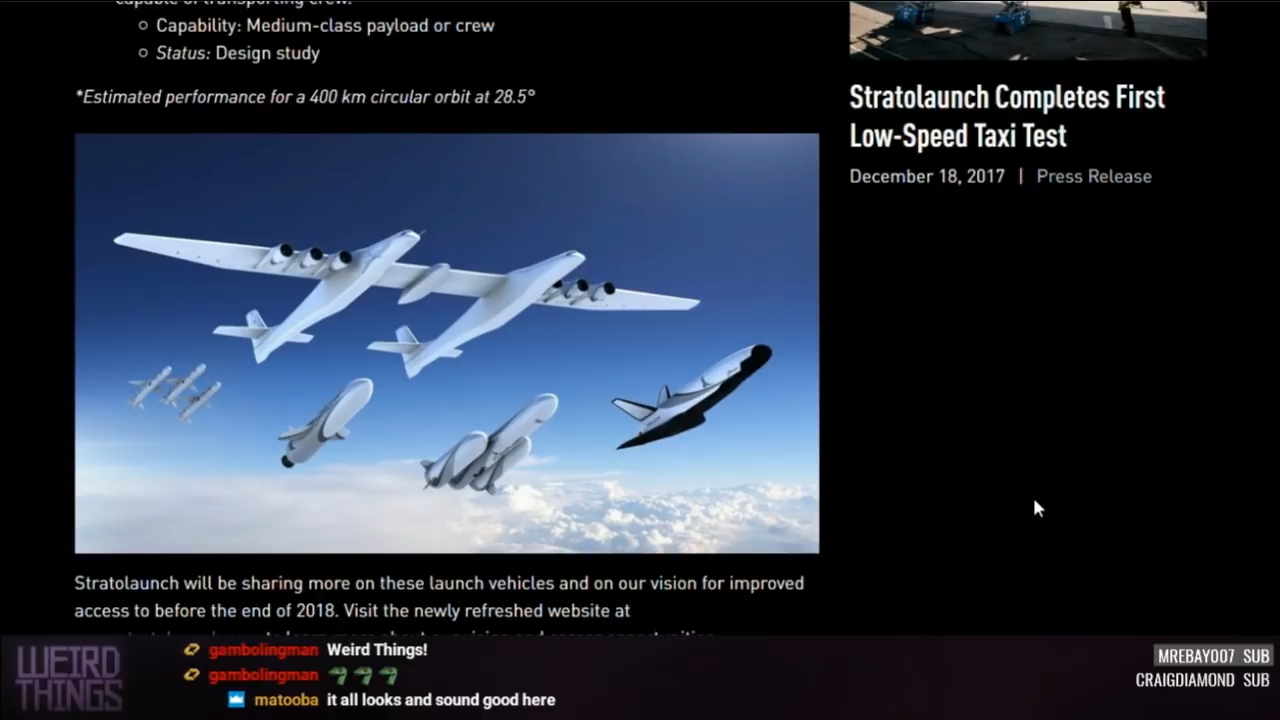 Capability: Medium-class payload or crew
Status: Design study
*Estimated performance for a 400 km circular orbit at 28.5°
Stratolaunch will be sharing more on these launch vehicles and on our vision for improved
access to before the end of 2018. Visit the newly refreshed website at
Stratolaunch Completes First
Low-Speed Taxi Test
December 18, 2017 | Press Release
WEIRD
THINGS
gambolingman Weird Things!
gambolingman
matooba it all looks and sound good here
MREBAY007 SUB
CRAIGDIAMOND SUB